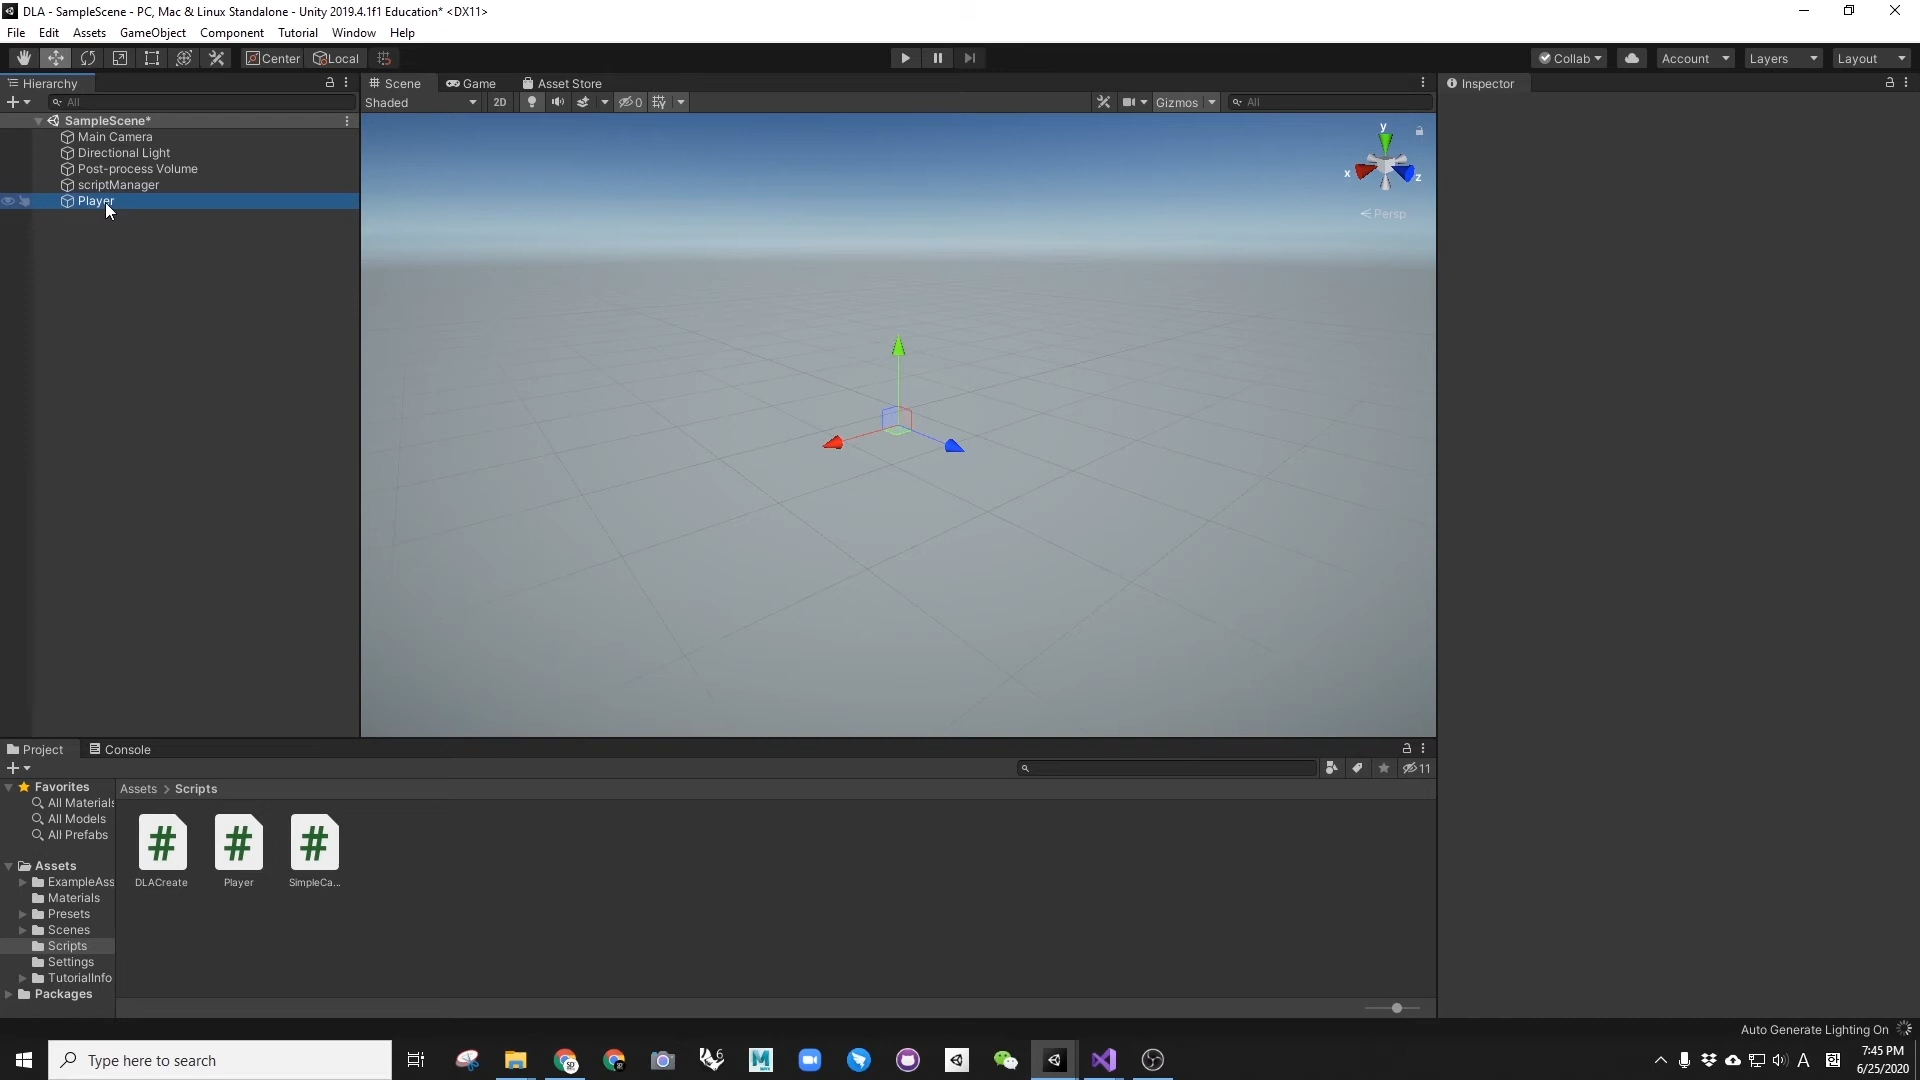 DLA - SampleScene - PC, Mac & Linux Standalone - Unity 2019.4.1f1 Education* <DX11>
File Edit Assets GameObject Component Tutorial Window Help
Center Local Collab Account Layers Layout
Hierarchy Scene Game Asset Store Inspector
All Shaded 2D 0 Gizmos All
SampleScene*
Main Camera
Directional Light
Post-process Volume
scriptManager
Player
y
x
z
Persp
Project Console
11
Favorites
All Materials
All Models
All Prefabs
Assets
ExampleAss
Materials
Presets
Scenes
Scripts
Settings
TutorialInfo
Packages
Assets > Scripts
# # #
DLACreate Player SimpleCa...
Auto Generate Lighting On
Type here to search
A
7:45 PM
6/25/2020